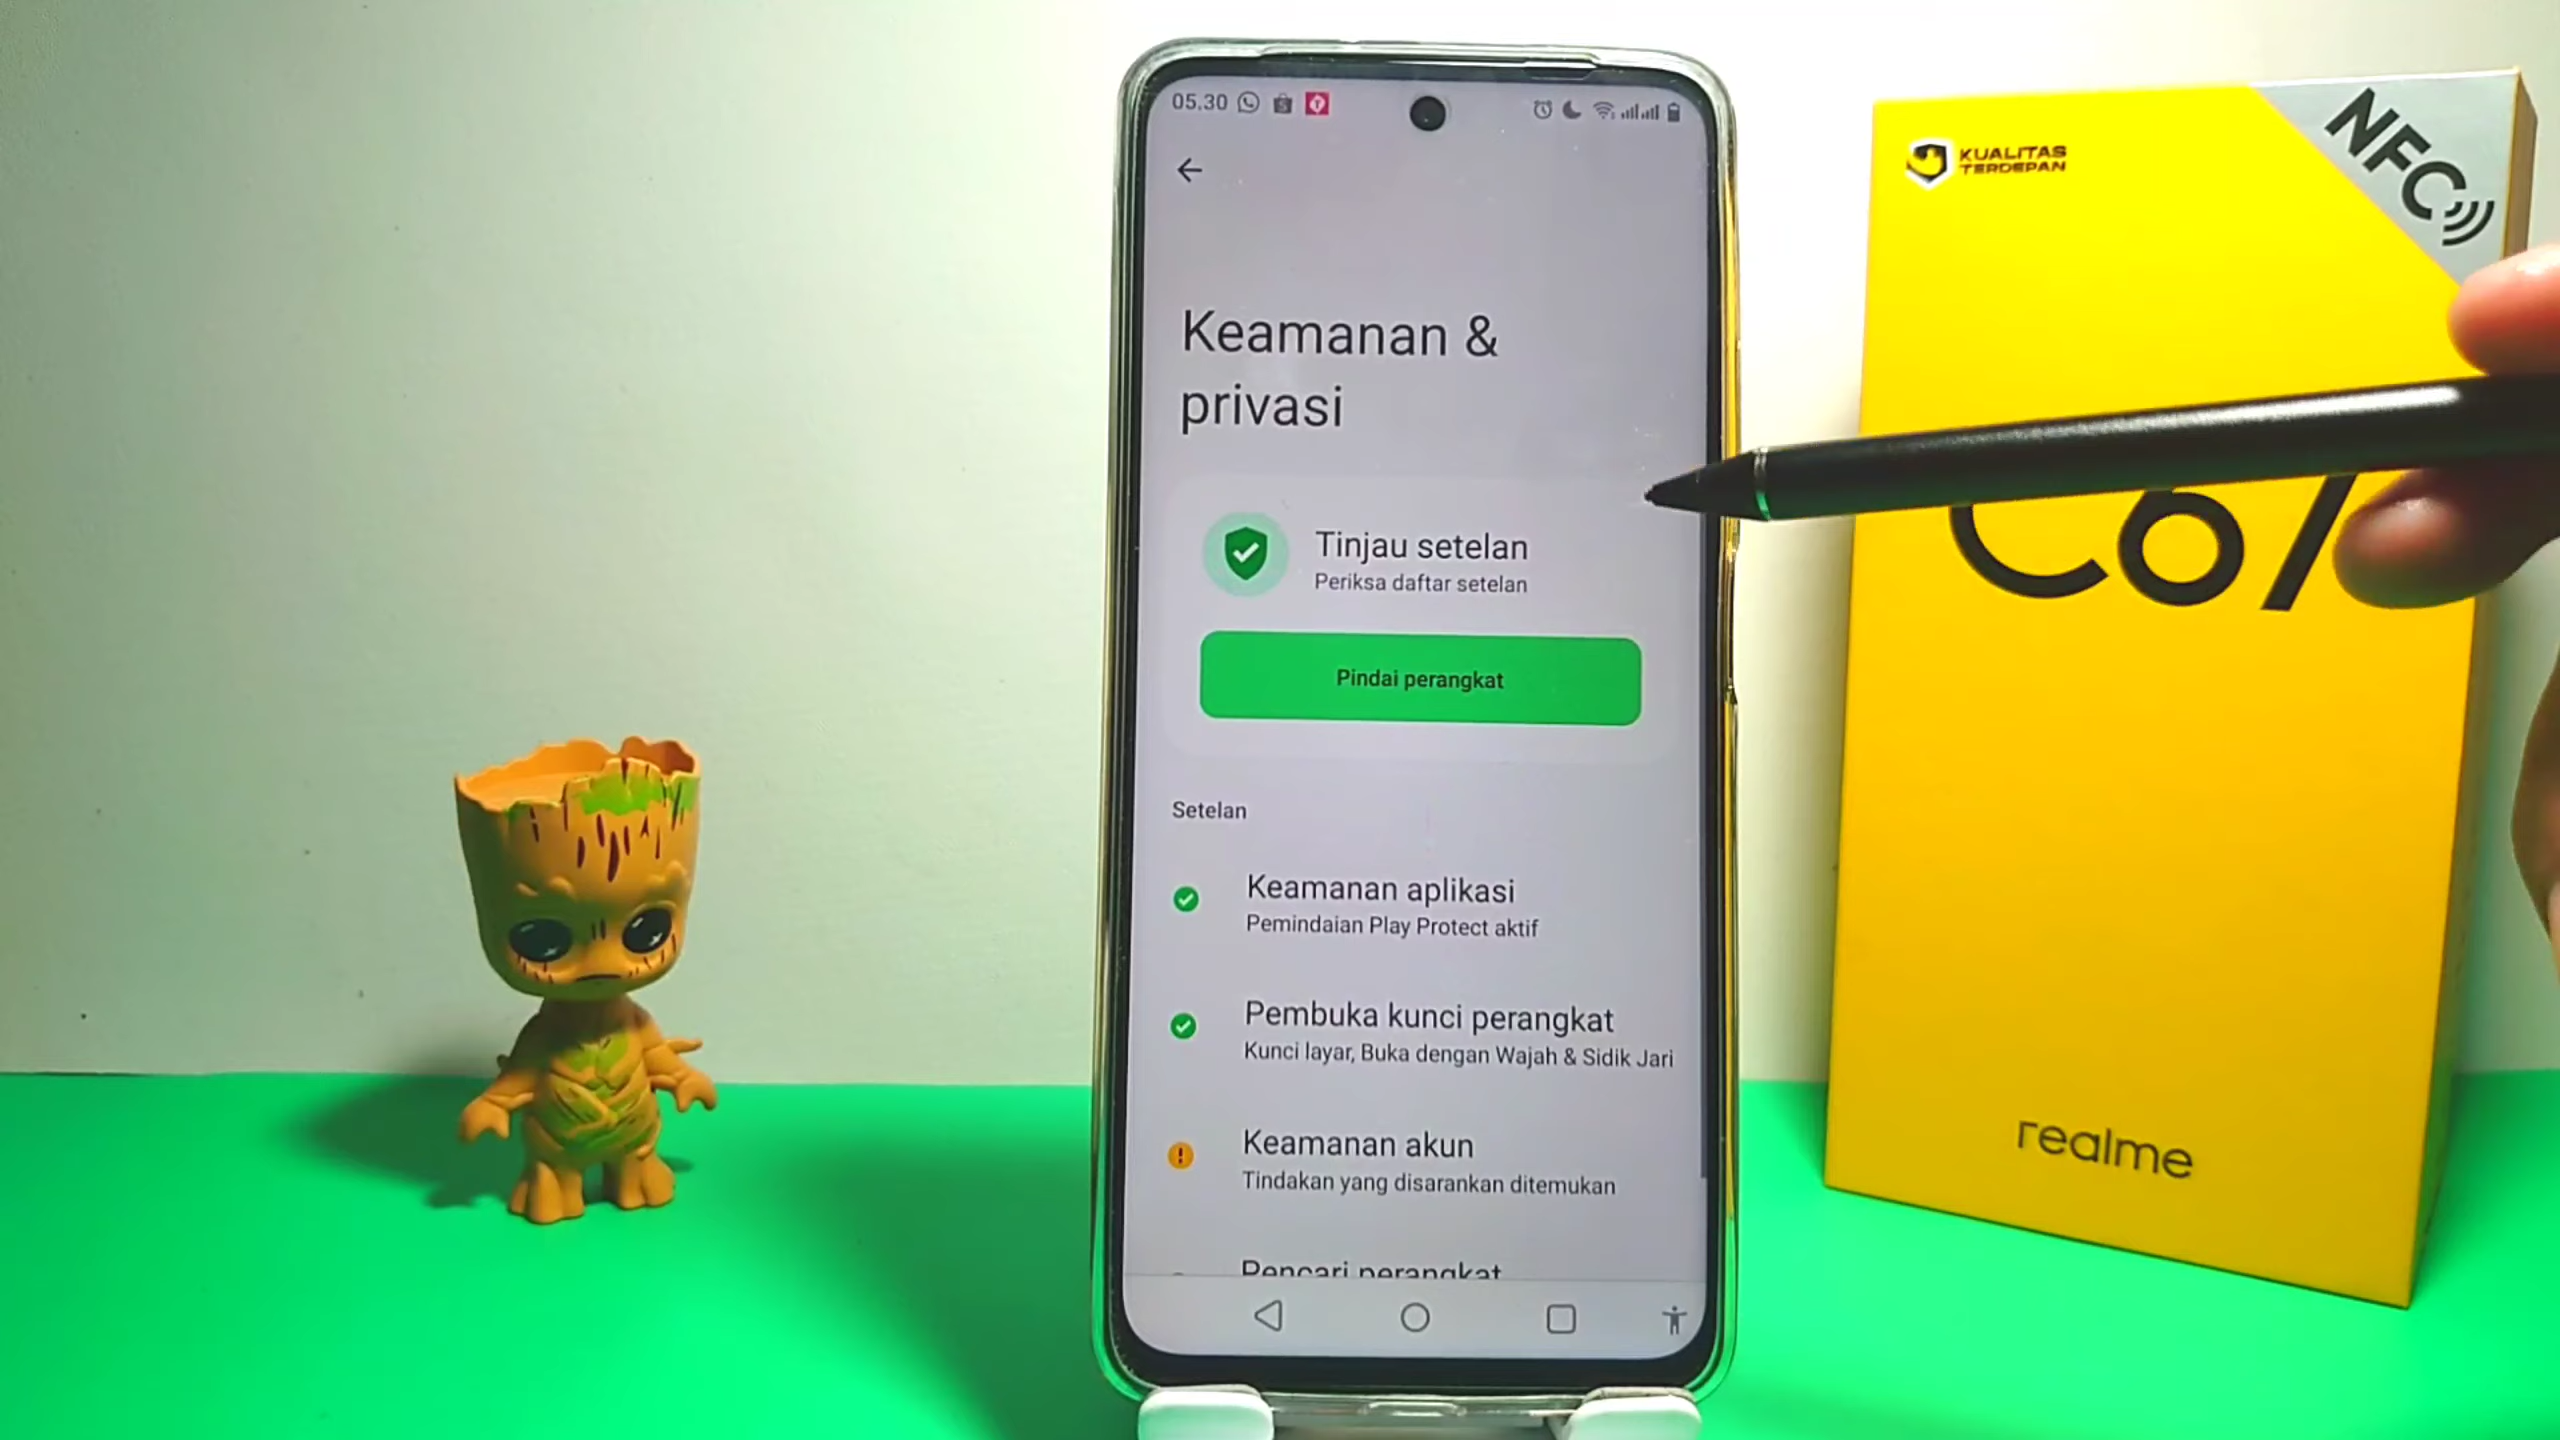 05.30
Keamanan &
privasi
Tinjau setelan
Periksa daftar setelan
Pindai perangkat
Setelan
Keamanan aplikasi
Pemindaian Play Protect aktif
Pembuka kunci perangkat
Kunci layar, Buka dengan Wajah & Sidik Jari
Keamanan akun
Tindakan yang disarankan ditemukan
Pencari perangkat
KUALITAS
TERDEPAN
NFC
C67
realme